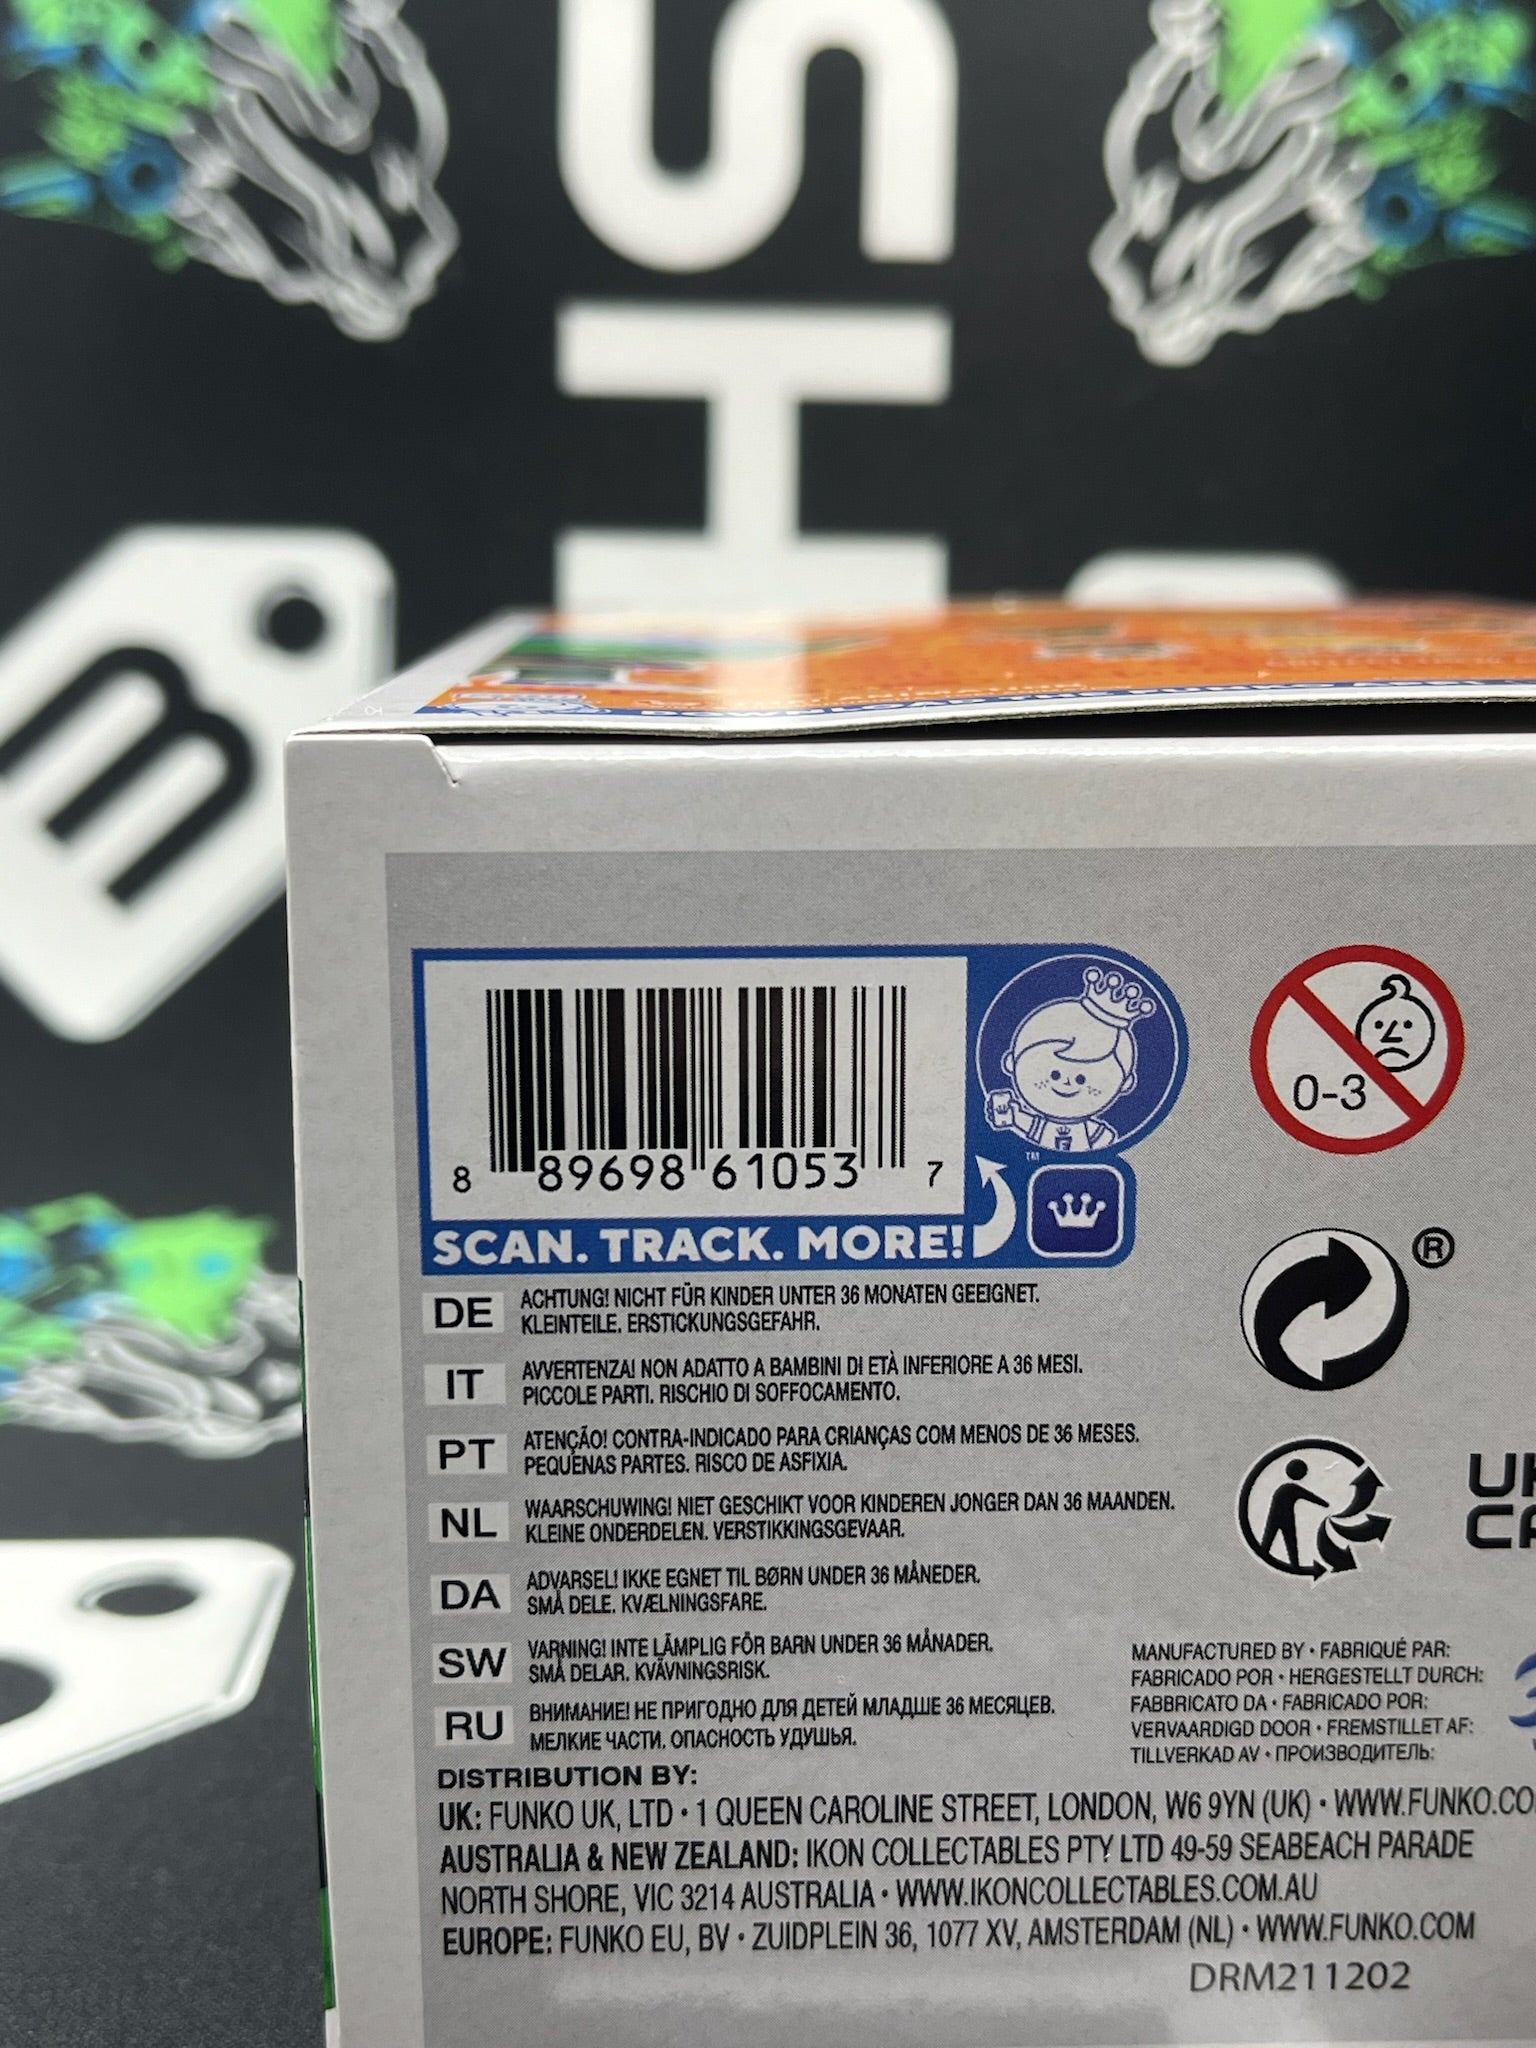 SH
0-3
8 89698 61053 7
TM
SCAN. TRACK. MORE!
®
DE ACHTUNG! NICHT FÜR KINDER UNTER 36 MONATEN GEEIGNET.
KLEINTEILE. ERSTICKUNGSGEFAHR.
IT AVVERTENZA! NON ADATTO A BAMBINI DI ETÀ INFERIORE A 36 MESI.
PICCOLE PARTI. RISCHIO DI SOFFOCAMENTO.
PT ATENÇÃO! CONTRA-INDICADO PARA CRIANÇAS COM MENOS DE 36 MESES.
PEQUENAS PARTES. RISCO DE ASFIXIA.
NL WAARSCHUWING! NIET GESCHIKT VOOR KINDEREN JONGER DAN 36 MAANDEN.
KLEINE ONDERDELEN. VERSTIKKINGSGEVAAR.
UK
CA
DA ADVARSEL! IKKE EGNET TIL BØRN UNDER 36 MÅNEDER.
SMÅ DELE. KVÆLNINGSFARE.
SW VARNING! INTE LÄMPLIG FÖR BARN UNDER 36 MÅNADER.
SMÅ DELAR. KVÄVNINGSRISK.
RU ВНИМАНИЕ! НЕ ПРИГОДНО ДЛЯ ДЕТЕЙ МЛАДШЕ 36 МЕСЯЦЕВ.
МЕЛКИЕ ЧАСТИ. ОПАСНОСТЬ УДУШЬЯ.
MANUFACTURED BY • FABRIQUÉ PAR:
FABRICADO POR • HERGESTELLT DURCH:
FABBRICATO DA • FABRICADO POR:
VERVAARDIGD DOOR • FREMSTILLET AF:
TILLVERKAD AV • ПРОИЗВОДИТЕЛЬ:
DISTRIBUTION BY:
UK: FUNKO UK, LTD • 1 QUEEN CAROLINE STREET, LONDON, W6 9YN (UK) • WWW.FUNKO.CO
AUSTRALIA & NEW ZEALAND: IKON COLLECTABLES PTY LTD 49-59 SEABEACH PARADE
NORTH SHORE, VIC 3214 AUSTRALIA • WWW.IKONCOLLECTABLES.COM.AU
EUROPE: FUNKO EU, BV • ZUIDPLEIN 36, 1077 XV, AMSTERDAM (NL) • WWW.FUNKO.COM
DRM211202